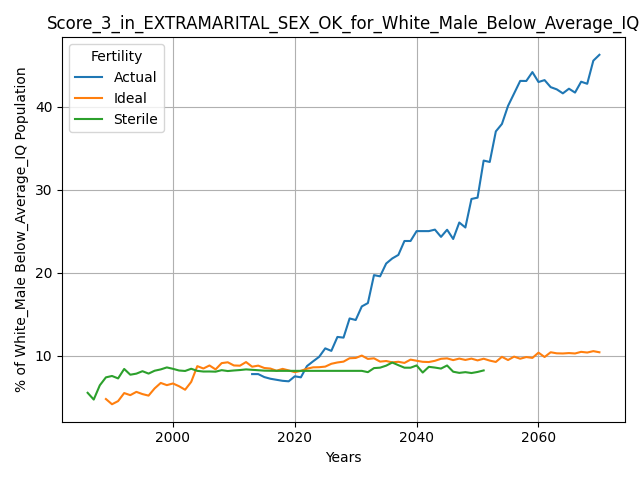 Score_3_in_EXTRAMARITAL_SEX_OK_for_White_Male_Below_Average_IQ
Fertility
Actual
Ideal
Sterile
% of White_Male Below_Average_IQ Population
40
30
20
10
2000 2020 2040 2060
Years